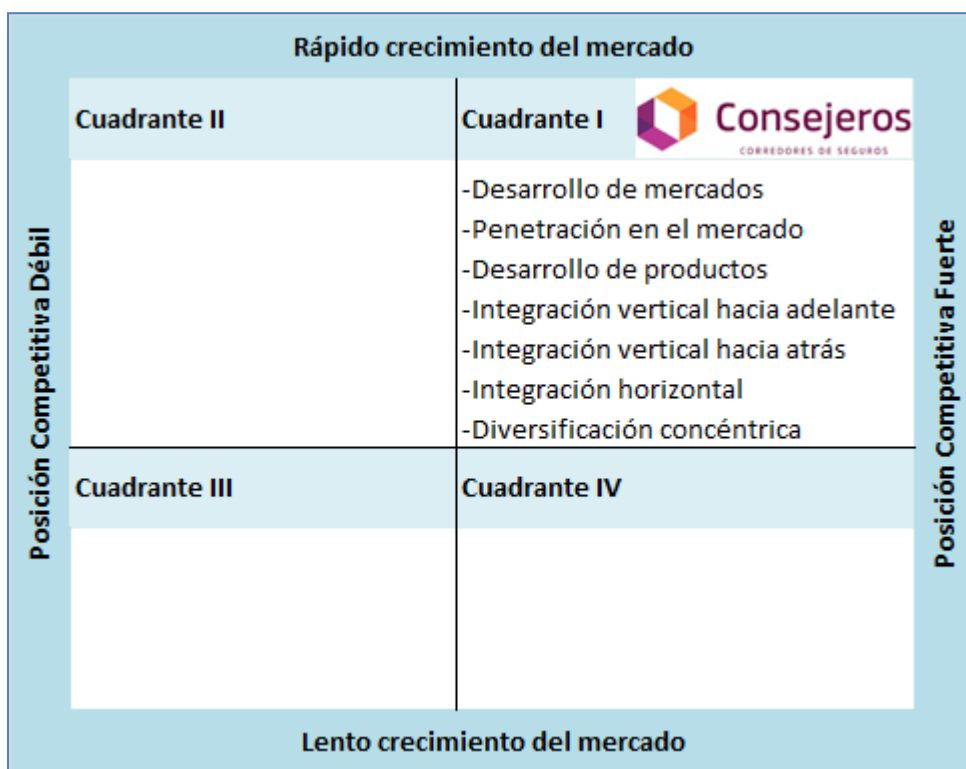 Rápido crecimiento del mercado
Cuadrante II
Cuadrante I
Consejeros
CORREDORES DE SEGUROS
-Desarrollo de mercados
-Penetración en el mercado
-Desarrollo de productos
-Integración vertical hacia adelante
-Integración vertical hacia atrás
-Integración horizontal
-Diversificación concéntrica
Posición Competitiva Débil
Posición Competitiva Fuerte
Cuadrante III
Cuadrante IV
Lento crecimiento del mercado